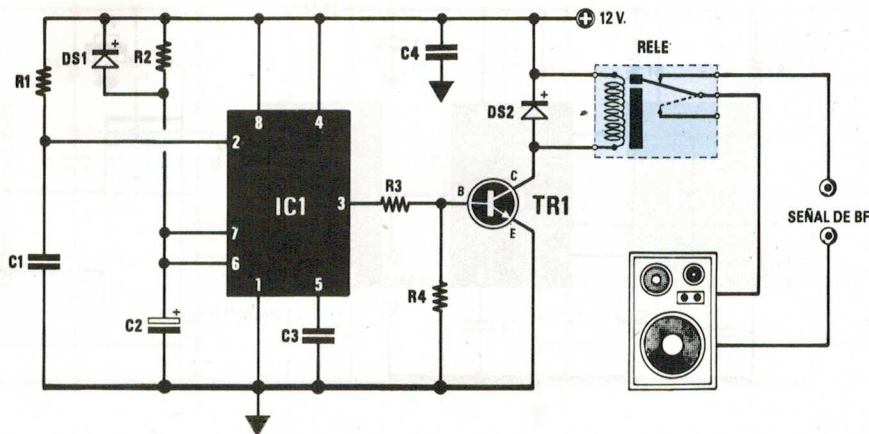 12 V.
RELE
DS1
R2
C4
R1
DS2
8
4
2
IC1
3
R3
B
C
E
TR1
7
6
1
5
C1
C2
C3
R4
SEÑAL DE BF
+
+
+
+